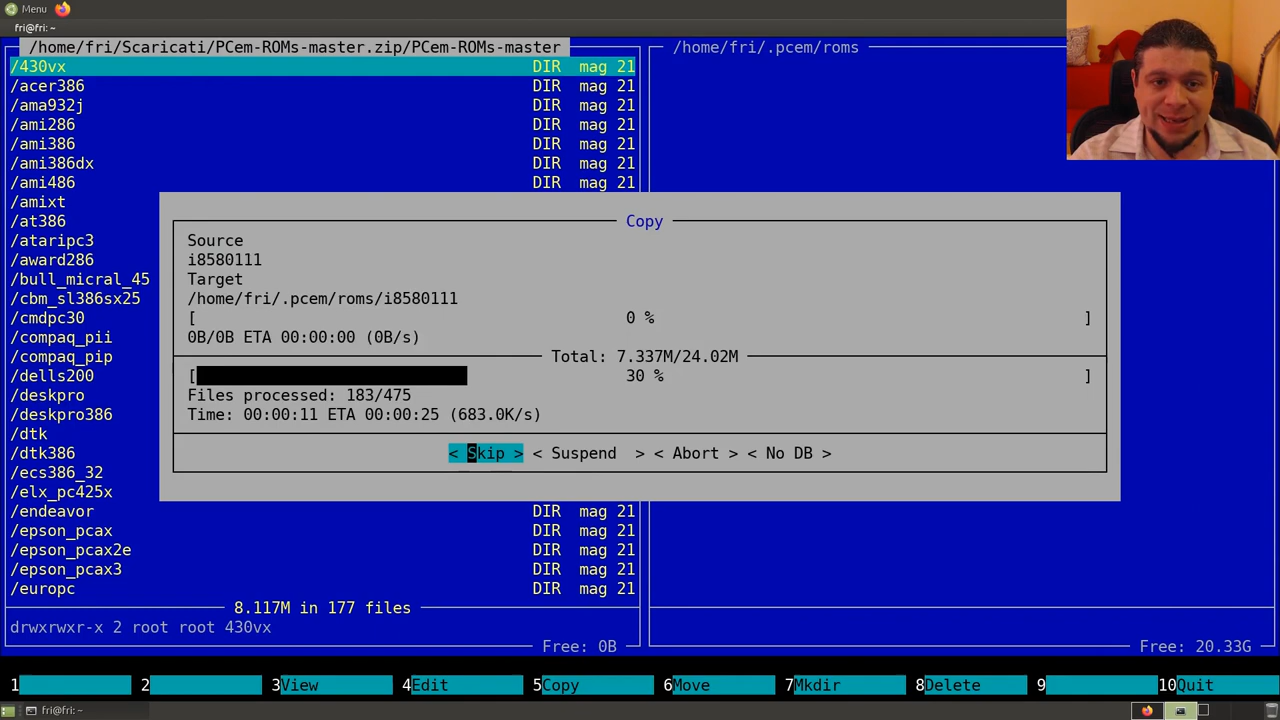 Menu
fri@fri: ~
/home/fri/Scaricati/PCem-ROMs-master.zip/PCem-ROMs-master
/home/fri/.pcem/roms
/430vx DIR mag 21
/acer386 DIR mag 21
/ama932j DIR mag 21
/ami286 DIR mag 21
/ami386 DIR mag 21
/ami386dx DIR mag 21
/ami486 DIR mag 21
/amixt
/at386
/ataripc3
/award286
/bull_micral_45
/cbm_sl386sx25
/cmdpc30
/compaq_pii
/compaq_pip
/dells200
/deskpro
/deskpro386
/dtk
/dtk386
/ecs386_32
/elx_pc425x
/endeavor DIR mag 21
/epson_pcax DIR mag 21
/epson_pcax2e DIR mag 21
/epson_pcax3 DIR mag 21
/europc DIR mag 21
8.117M in 177 files
drwxrwxr-x 2 root root 430vx
Free: 0B
Free: 20.33G
Copy
Source
i8580111
Target
/home/fri/.pcem/roms/i8580111
[ 0 % ]
0B/0B ETA 00:00:00 (0B/s)
Total: 7.337M/24.02M
[ 30 % ]
Files processed: 183/475
Time: 00:00:11 ETA 00:00:25 (683.0K/s)
< Skip > < Suspend > < Abort > < No DB >
1 2 3View 4Edit 5Copy 6Move 7Mkdir 8Delete 9 10Quit
fri@fri: ~